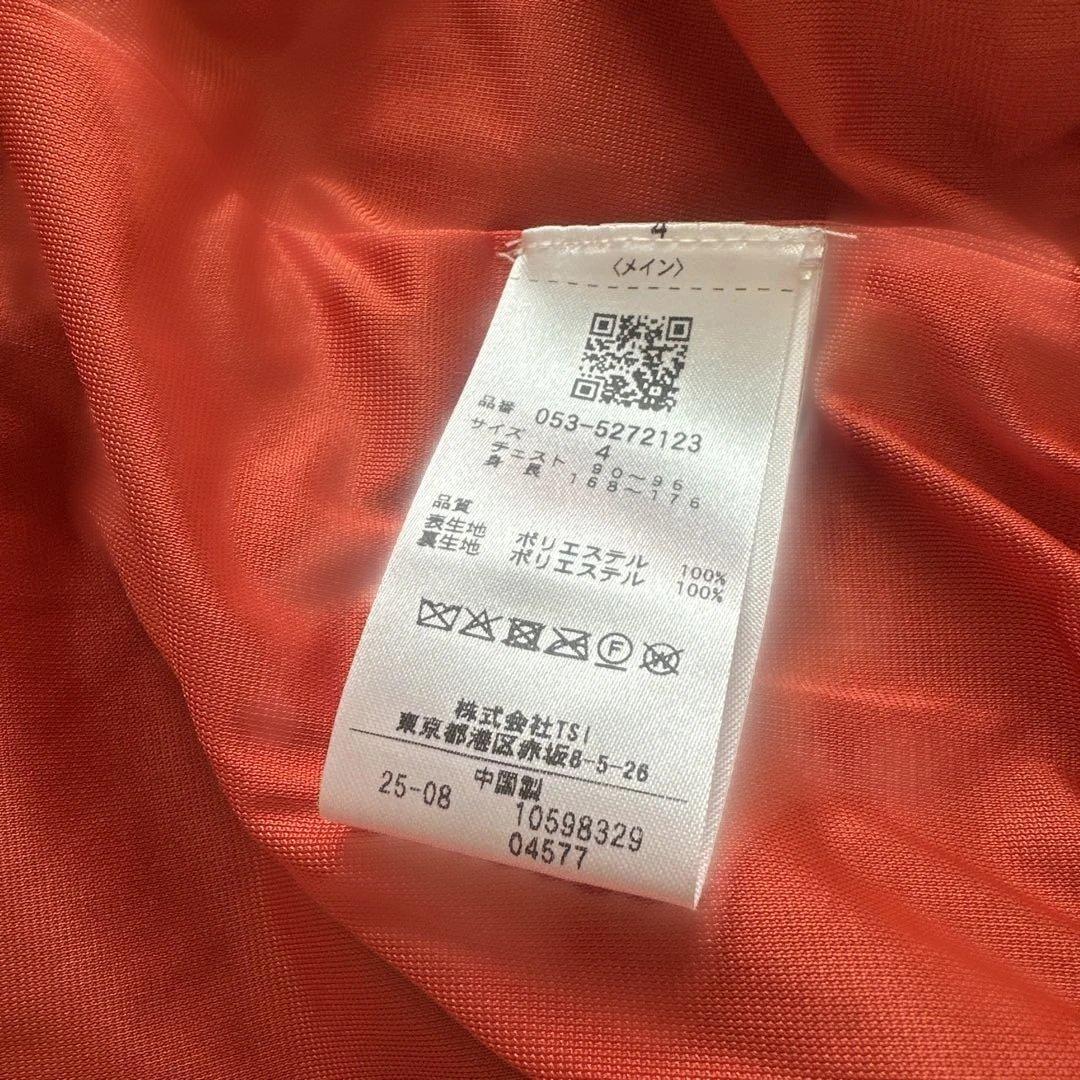 4
〈メイン〉
品番 053-5272123
サイズ 4
チェスト 90〜96
身長 168〜176
品質
表生地 ポリエステル 100%
裏生地 ポリエステル 100%
F
W
株式会社TSI
東京都港区赤坂8-5-26
中国製
25-08 10598329
04577